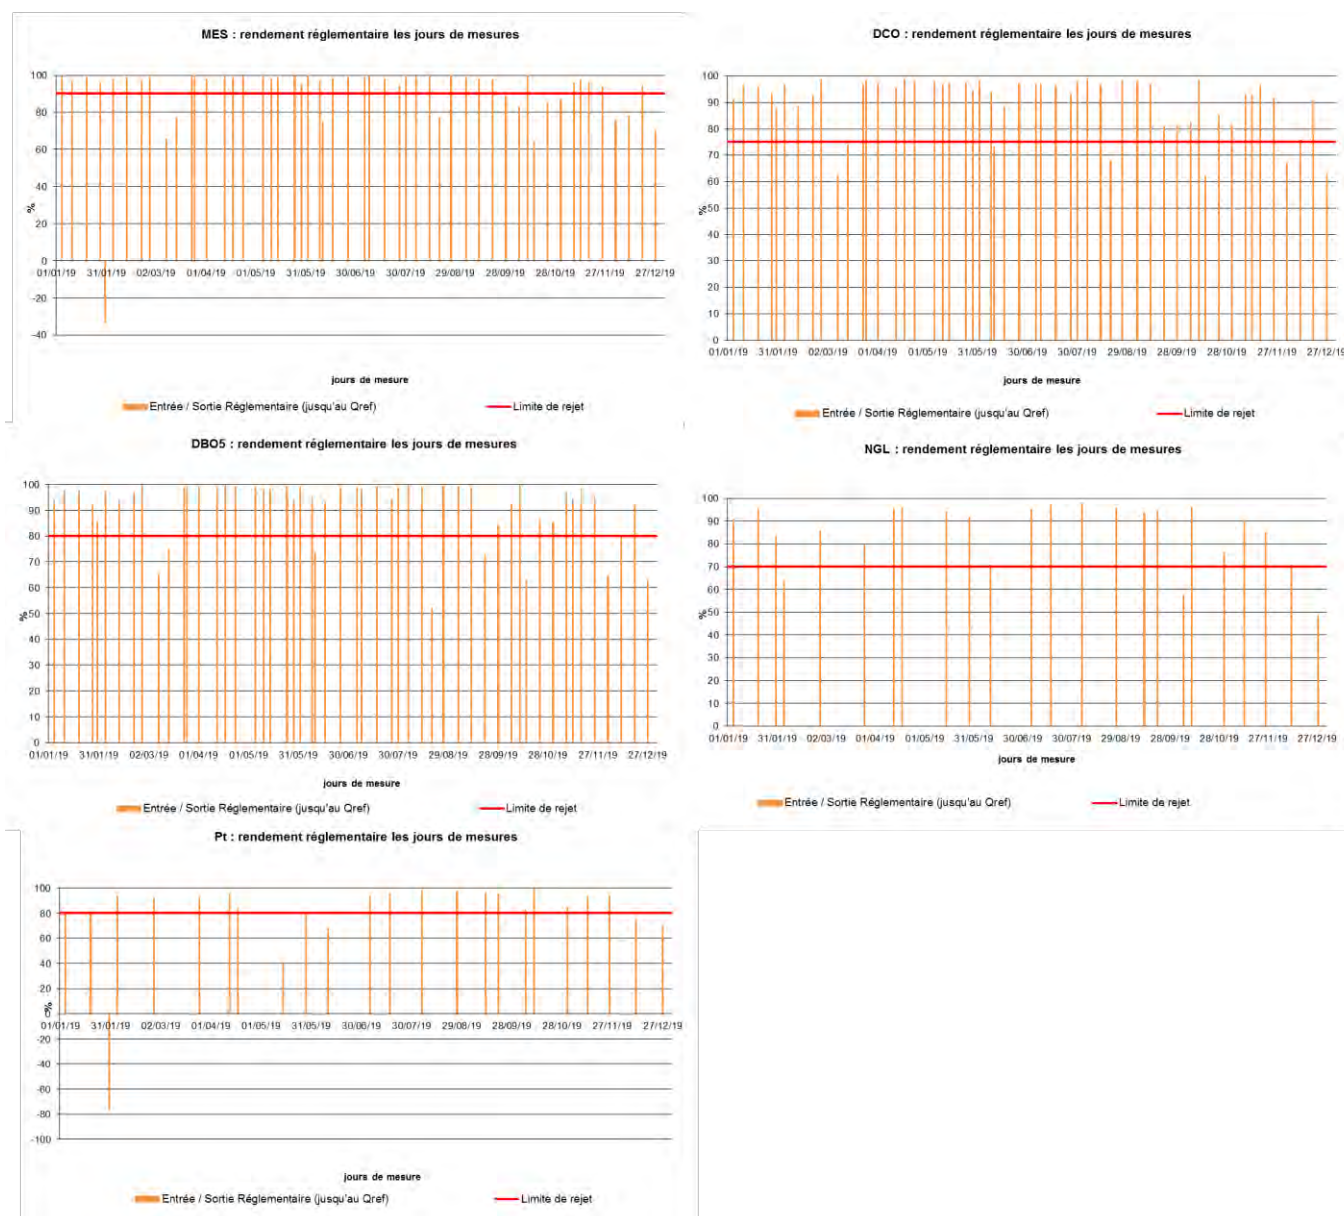 MES : rendement réglementaire les jours de mesures
100
80
60
40
20
0
-20
-40
%
01/01/19 31/01/19 02/03/19 01/04/19 01/05/19 31/05/19 30/06/19 30/07/19 29/08/19 28/09/19 28/10/19 27/11/19 27/12/19
jours de mesure
Entrée / Sortie Réglementaire (jusqu'au Qref) Limite de rejet
DCO : rendement réglementaire les jours de mesures
100
90
80
70
60
50
40
30
20
10
0
%
01/01/19 31/01/19 02/03/19 01/04/19 01/05/19 31/05/19 30/06/19 30/07/19 29/08/19 28/09/19 28/10/19 27/11/19 27/12/19
jours de mesure
Entrée / Sortie Réglementaire (jusqu'au Qref) Limite de rejet
DBO5 : rendement réglementaire les jours de mesures
100
90
80
70
60
50
40
30
20
10
0
%
01/01/19 31/01/19 02/03/19 01/04/19 01/05/19 31/05/19 30/06/19 30/07/19 29/08/19 28/09/19 28/10/19 27/11/19 27/12/19
jours de mesure
Entrée / Sortie Réglementaire (jusqu'au Qref) Limite de rejet
NGL : rendement réglementaire les jours de mesures
100
90
80
70
60
50
40
30
20
10
0
%
01/01/19 31/01/19 02/03/19 01/04/19 01/05/19 31/05/19 30/06/19 30/07/19 29/08/19 28/09/19 28/10/19 27/11/19 27/12/19
jours de mesure
Entrée / Sortie Réglementaire (jusqu'au Qref) Limite de rejet
Pt : rendement réglementaire les jours de mesures
100
80
60
40
20
0
-20
-40
-60
-80
-100
%
01/01/19 31/01/19 02/03/19 01/04/19 01/05/19 31/05/19 30/06/19 30/07/19 29/08/19 28/09/19 28/10/19 27/11/19 27/12/19
jours de mesure
Entrée / Sortie Réglementaire (jusqu'au Qref) Limite de rejet